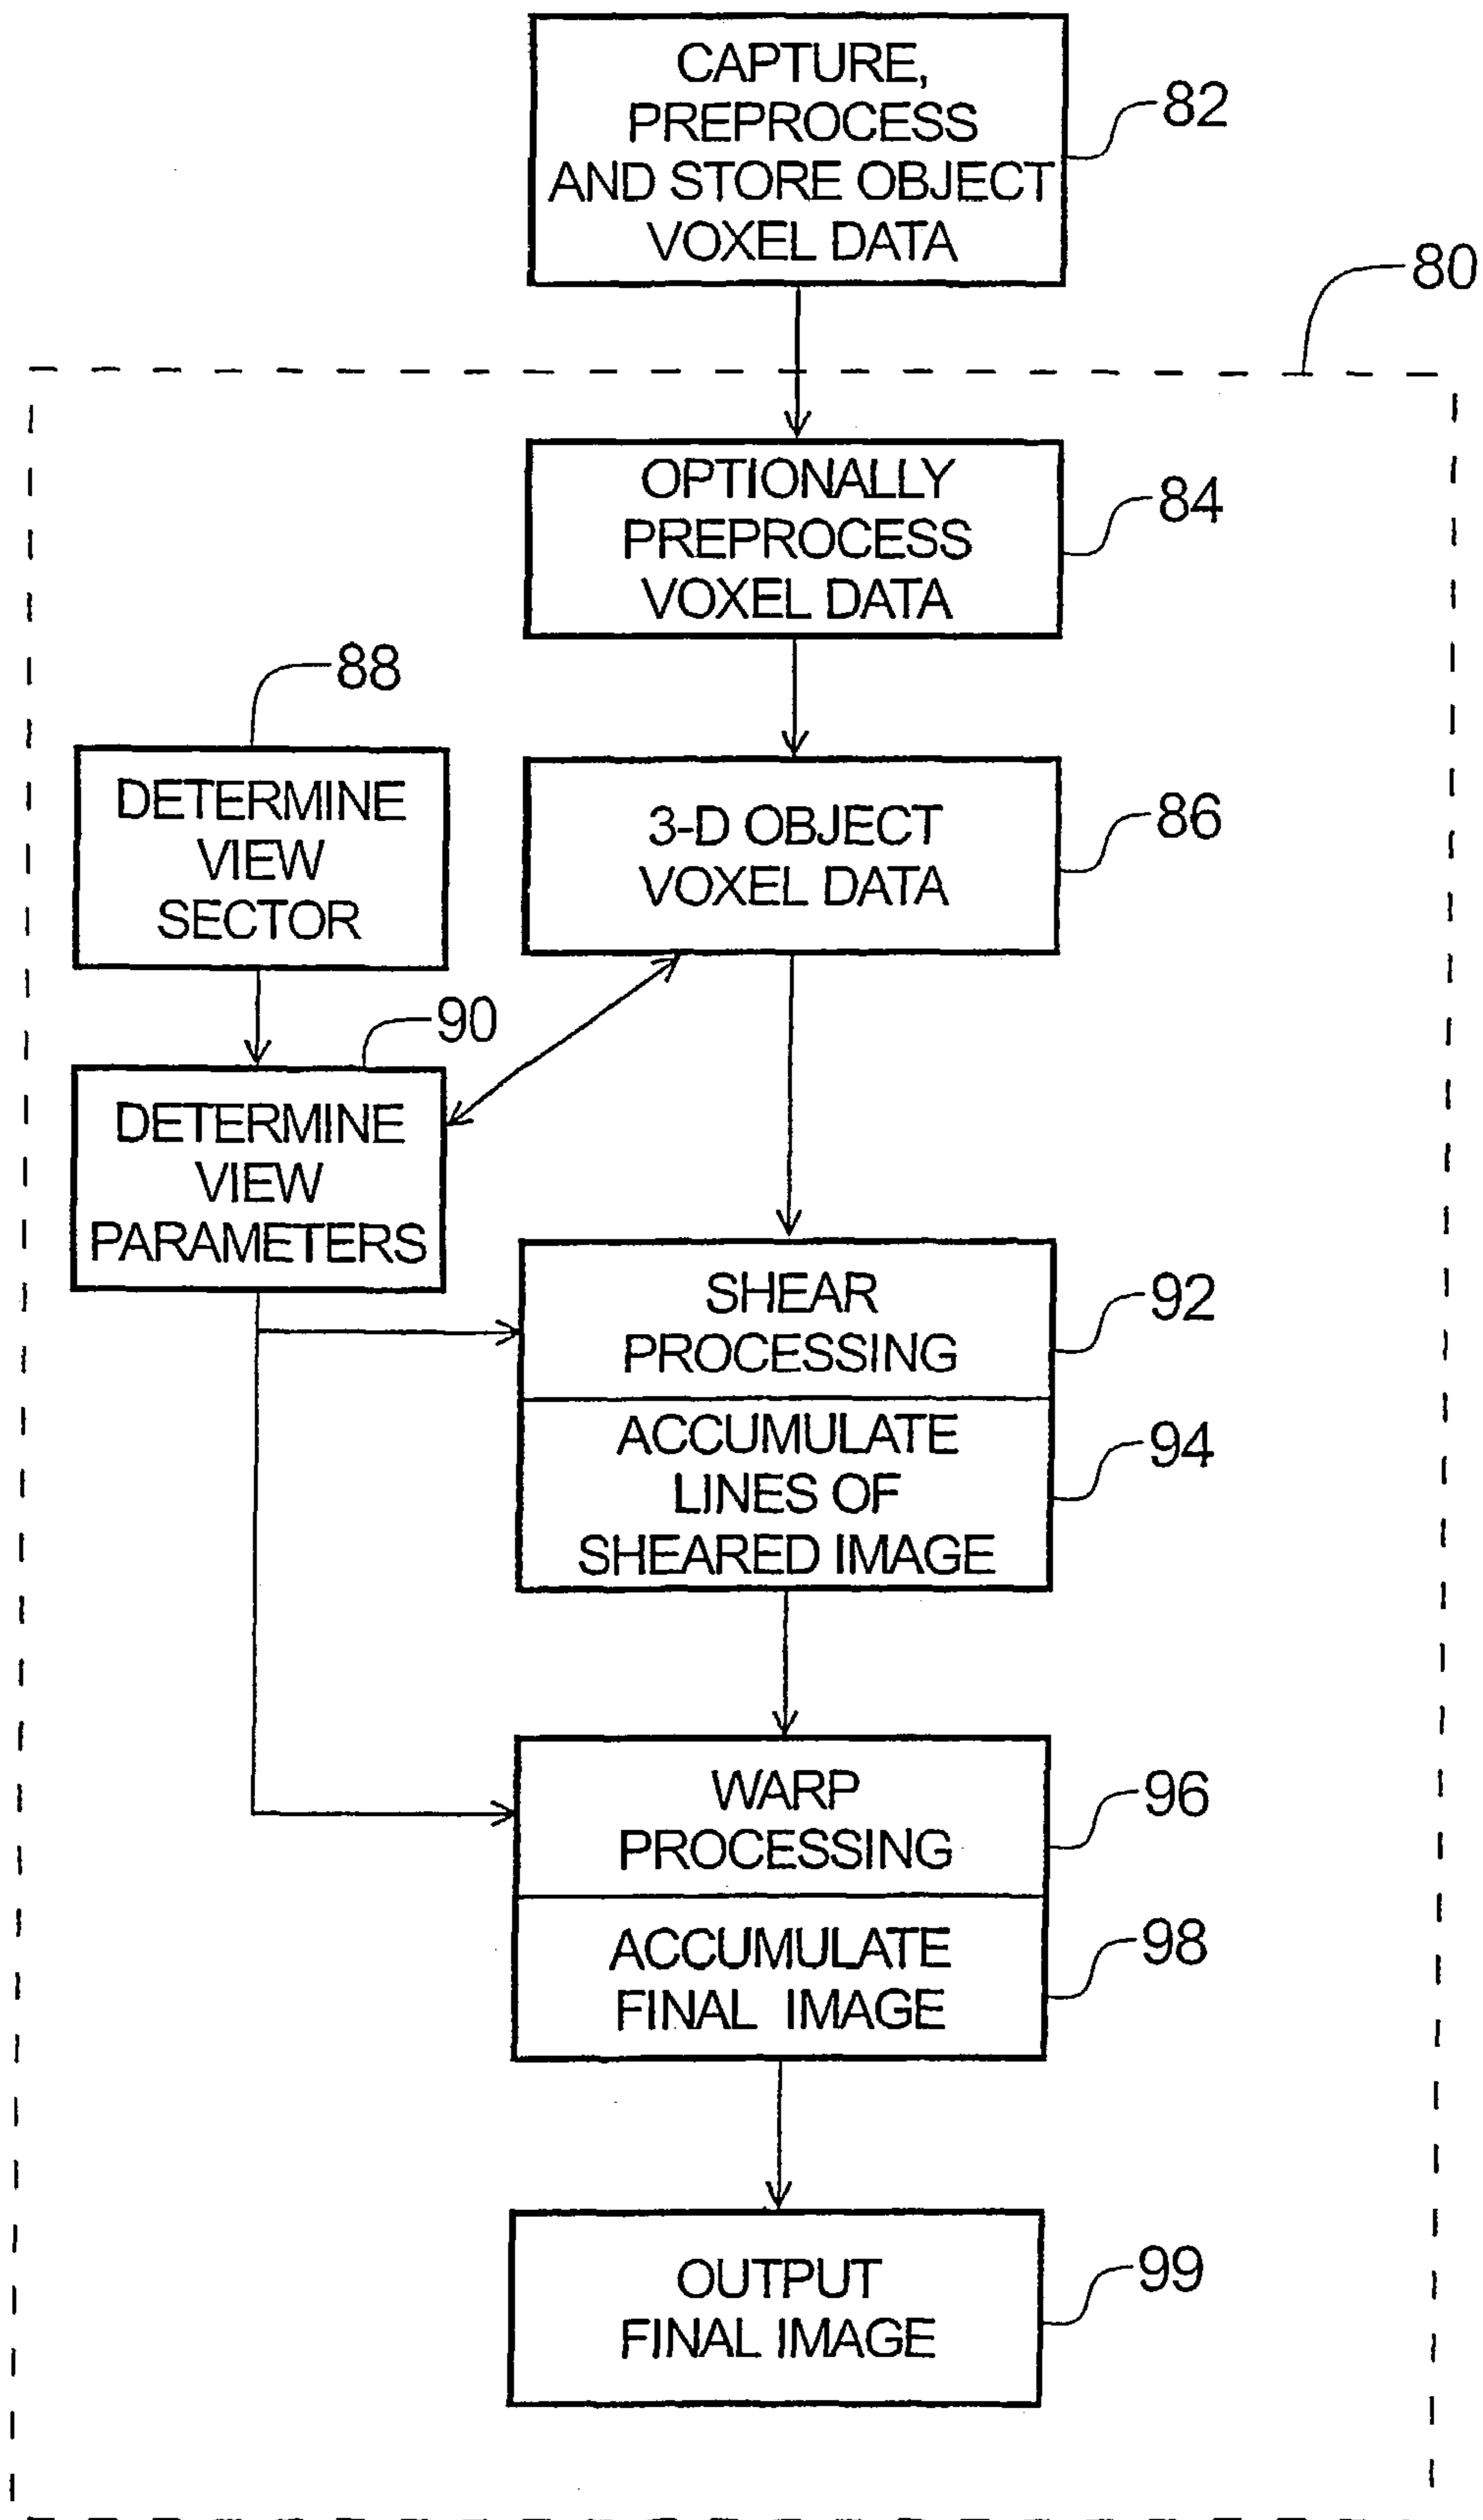 CAPTURE,
PREPROCESS
AND STORE OBJECT
VOXEL DATA
82
80
OPTIONALLY
PREPROCESS
VOXEL DATA
84
88
DETERMINE
VIEW
SECTOR
3-D OBJECT
VOXEL DATA
86
90
DETERMINE
VIEW
PARAMETERS
SHEAR
PROCESSING
92
ACCUMULATE
LINES OF
SHEARED IMAGE
94
WARP
PROCESSING
96
ACCUMULATE
FINAL IMAGE
98
OUTPUT
FINAL IMAGE
99